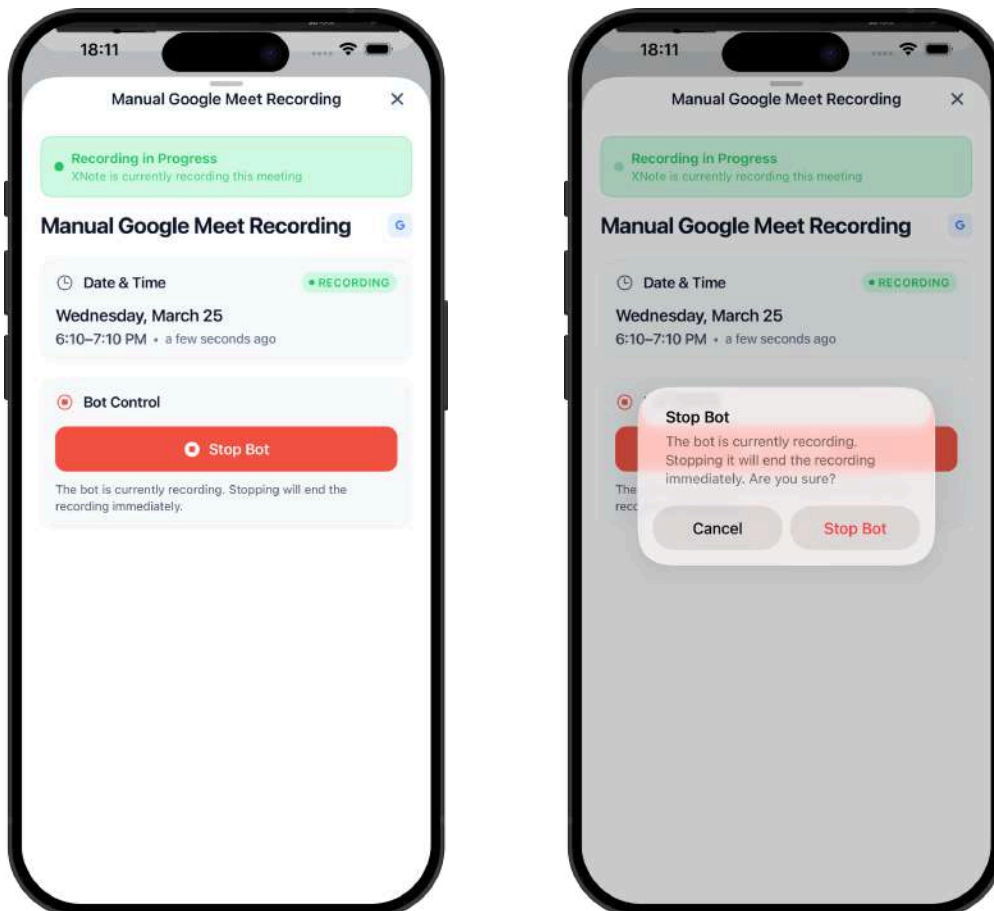 18:11
Manual Google Meet Recording
Recording in Progress
XNote is currently recording this meeting
Manual Google Meet Recording
G
Date & Time
• RECORDING
Wednesday, March 25
6:10–7:10 PM • a few seconds ago
Bot Control
Stop Bot
The bot is currently recording. Stopping will end the
recording immediately.
18:11
Manual Google Meet Recording
Recording in Progress
XNote is currently recording this meeting
Manual Google Meet Recording
G
Date & Time
• RECORDING
Wednesday, March 25
6:10–7:10 PM • a few seconds ago
Stop Bot
The bot is currently recording.
Stopping it will end the recording
immediately. Are you sure?
The
Cancel
Stop Bot